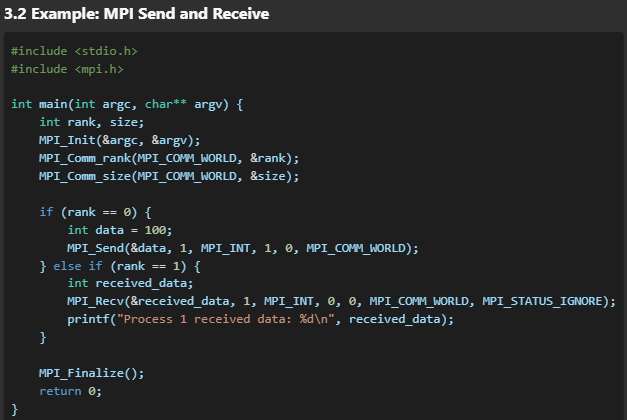 3.2 Example: MPI Send and Receive
#include <stdio.h>
#include <mpi.h>
int main(int argc, char** argv) {
int rank, size;
MPI_Init(&argc, &argv);
MPI_Comm_rank(MPI_COMM_WORLD, &rank);
MPI_Comm_size(MPI_COMM_WORLD, &size);
if (rank == 0) {
int data = 100;
MPI_Send(&data, 1, MPI_INT, 1, 0, MPI_COMM_WORLD);
} else if (rank == 1) {
int received_data;
MPI_Recv(&received_data, 1, MPI_INT, 0, 0, MPI_COMM_WORLD, MPI_STATUS_IGNORE);
printf("Process 1 received data: %d\n", received_data);
}
MPI_Finalize();
return 0;
}